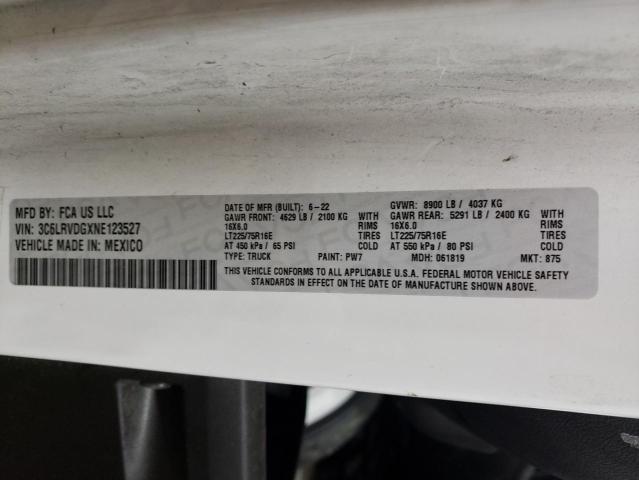 MFD BY: FCA US LLC
VIN: 3C6LRVDGXNE123527
VEHICLE MADE IN: MEXICO
DATE OF MFR (BUILT): 6-22 GVWR: 8900 LB / 4037 KG
GAWR FRONT: 4629 LB / 2100 KG WITH GAWR REAR: 5291 LB / 2400 KG WITH
16X6.0 RIMS 16X6.0 RIMS
LT225/75R16E TIRES LT225/75R16E TIRES
AT 450 kPa / 65 PSI COLD AT 550 kPa / 80 PSI COLD
TYPE: TRUCK PAINT: PW7 MDH: 061819 MKT: 875
THIS VEHICLE CONFORMS TO ALL APPLICABLE U.S.A. FEDERAL MOTOR VEHICLE SAFETY
STANDARDS IN EFFECT ON THE DATE OF MANUFACTURE SHOWN ABOVE.